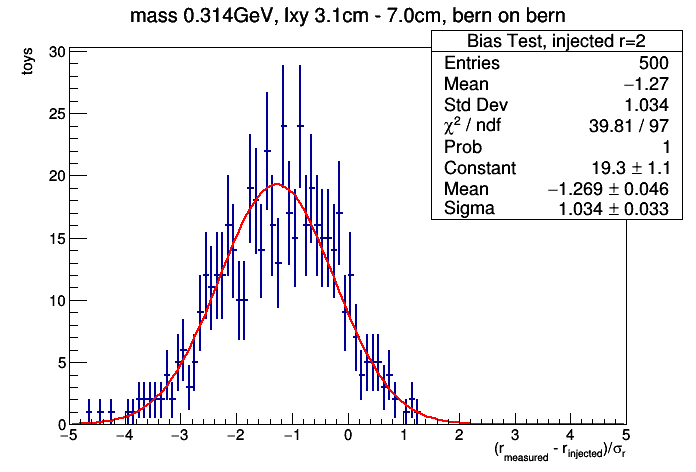 mass 0.314GeV, lxy 3.1cm - 7.0cm, bern on bern
toys
Bias Test, injected r=2
Entries 500
Mean −1.27
Std Dev 1.034
χ² / ndf 39.81 / 97
Prob 1
Constant 19.3 ± 1.1
Mean −1.269 ± 0.046
Sigma 1.034 ± 0.033
30
25
20
15
10
5
0
−5 −4 −3 −2 −1 0 1 2 3 4 5
(r_measured - r_injected)/σ_r